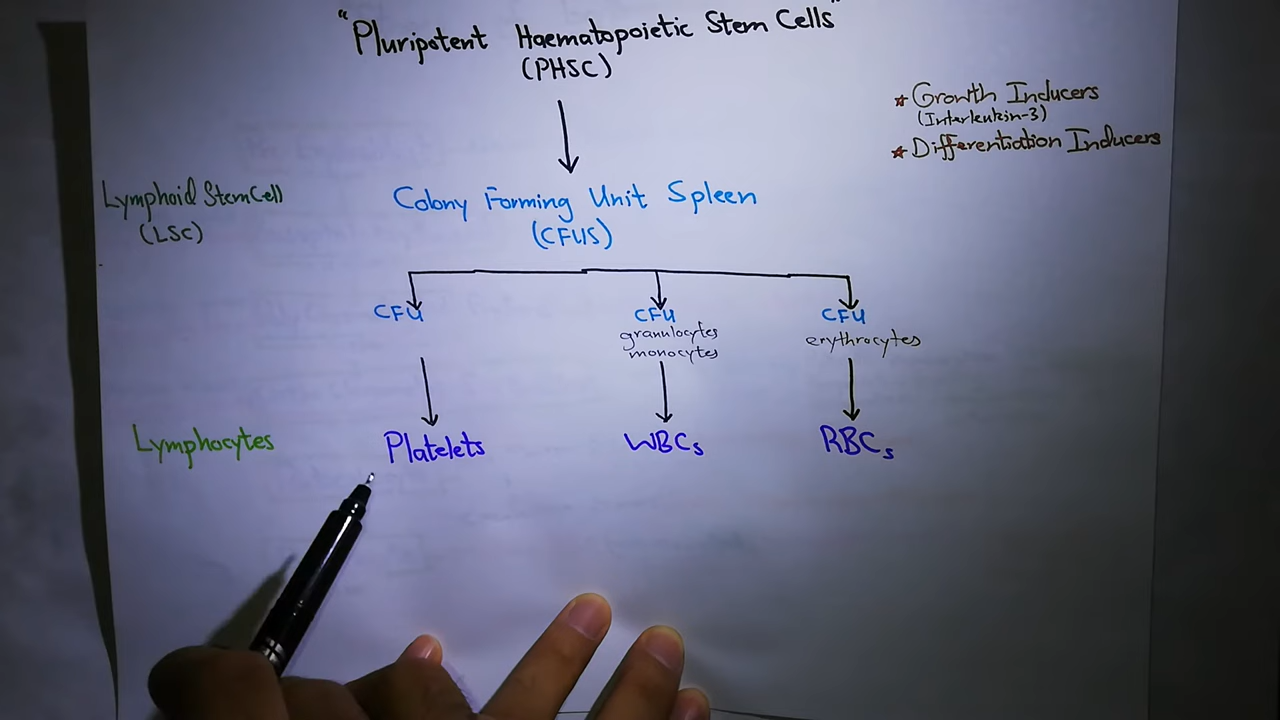 "Pluripotent Haematopoietic Stem Cells"
(PHSC)
★ Growth Inducers
(Interleukin-3)
★ Differentiation Inducers
Lymphoid Stem Cell
(LSC)
Colony Forming Unit Spleen
(CFUS)
CFU
CFU
granulocytes
monocytes
CFU
erythrocytes
Lymphocytes
Platelets
WBCs
RBCs